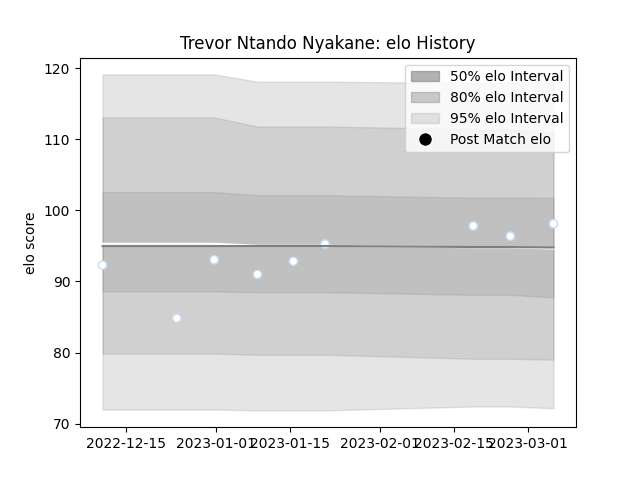 Trevor Ntando Nyakane: elo History
120
110
100
90
80
70
elo score
50% elo Interval
80% elo Interval
95% elo Interval
Post Match elo
2022-12-15
2023-01-01
2023-01-15
2023-02-01
2023-02-15
2023-03-01